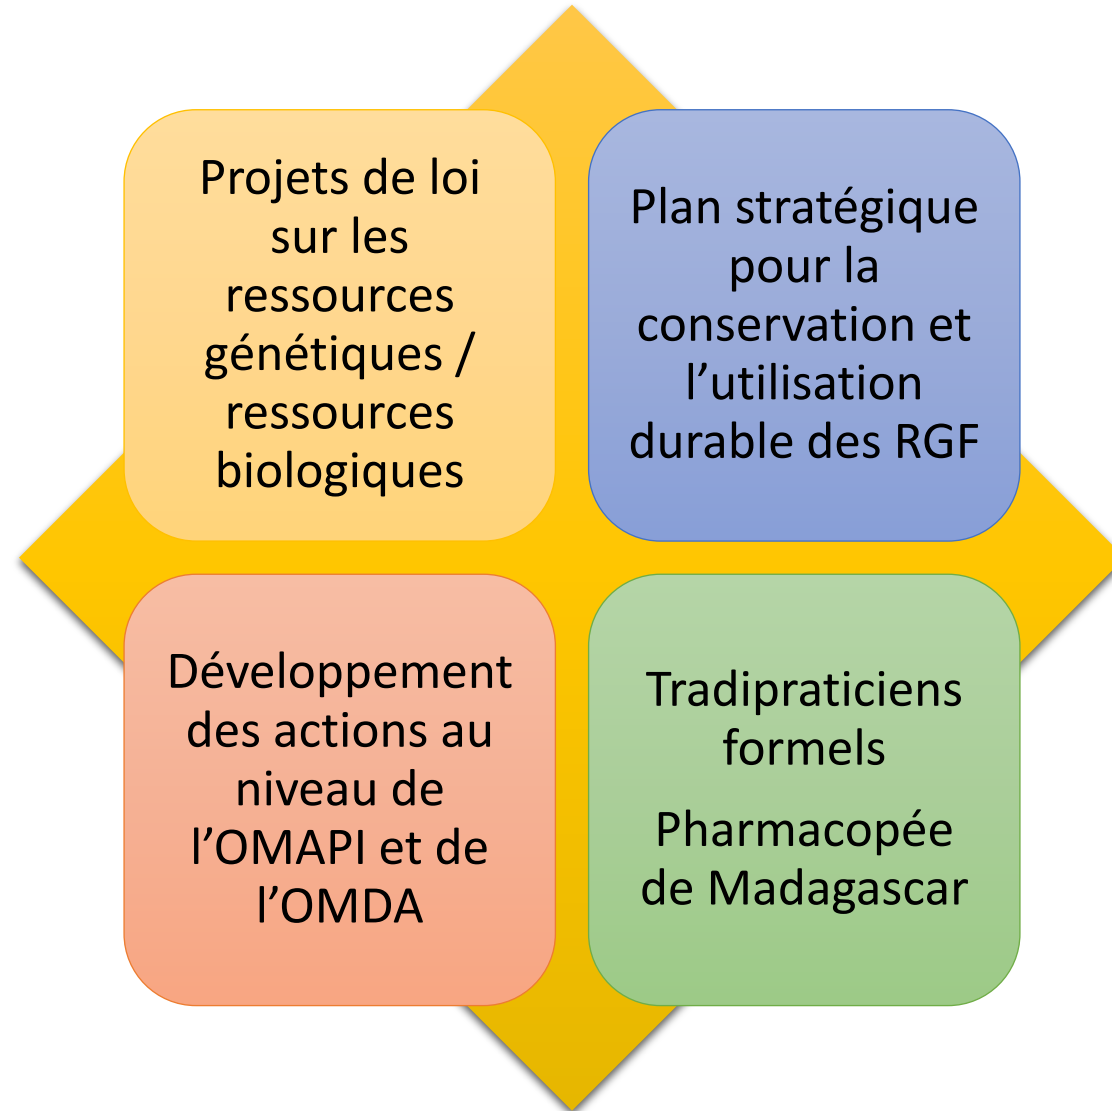 Projets de loi
sur les
ressources
génétiques /
ressources
biologiques
Plan stratégique
pour la
conservation et
l’utilisation
durable des RGF
Développement
des actions au
niveau de
l’OMAPI et de
l’OMDA
Tradipraticiens
formels
Pharmacopée
de Madagascar